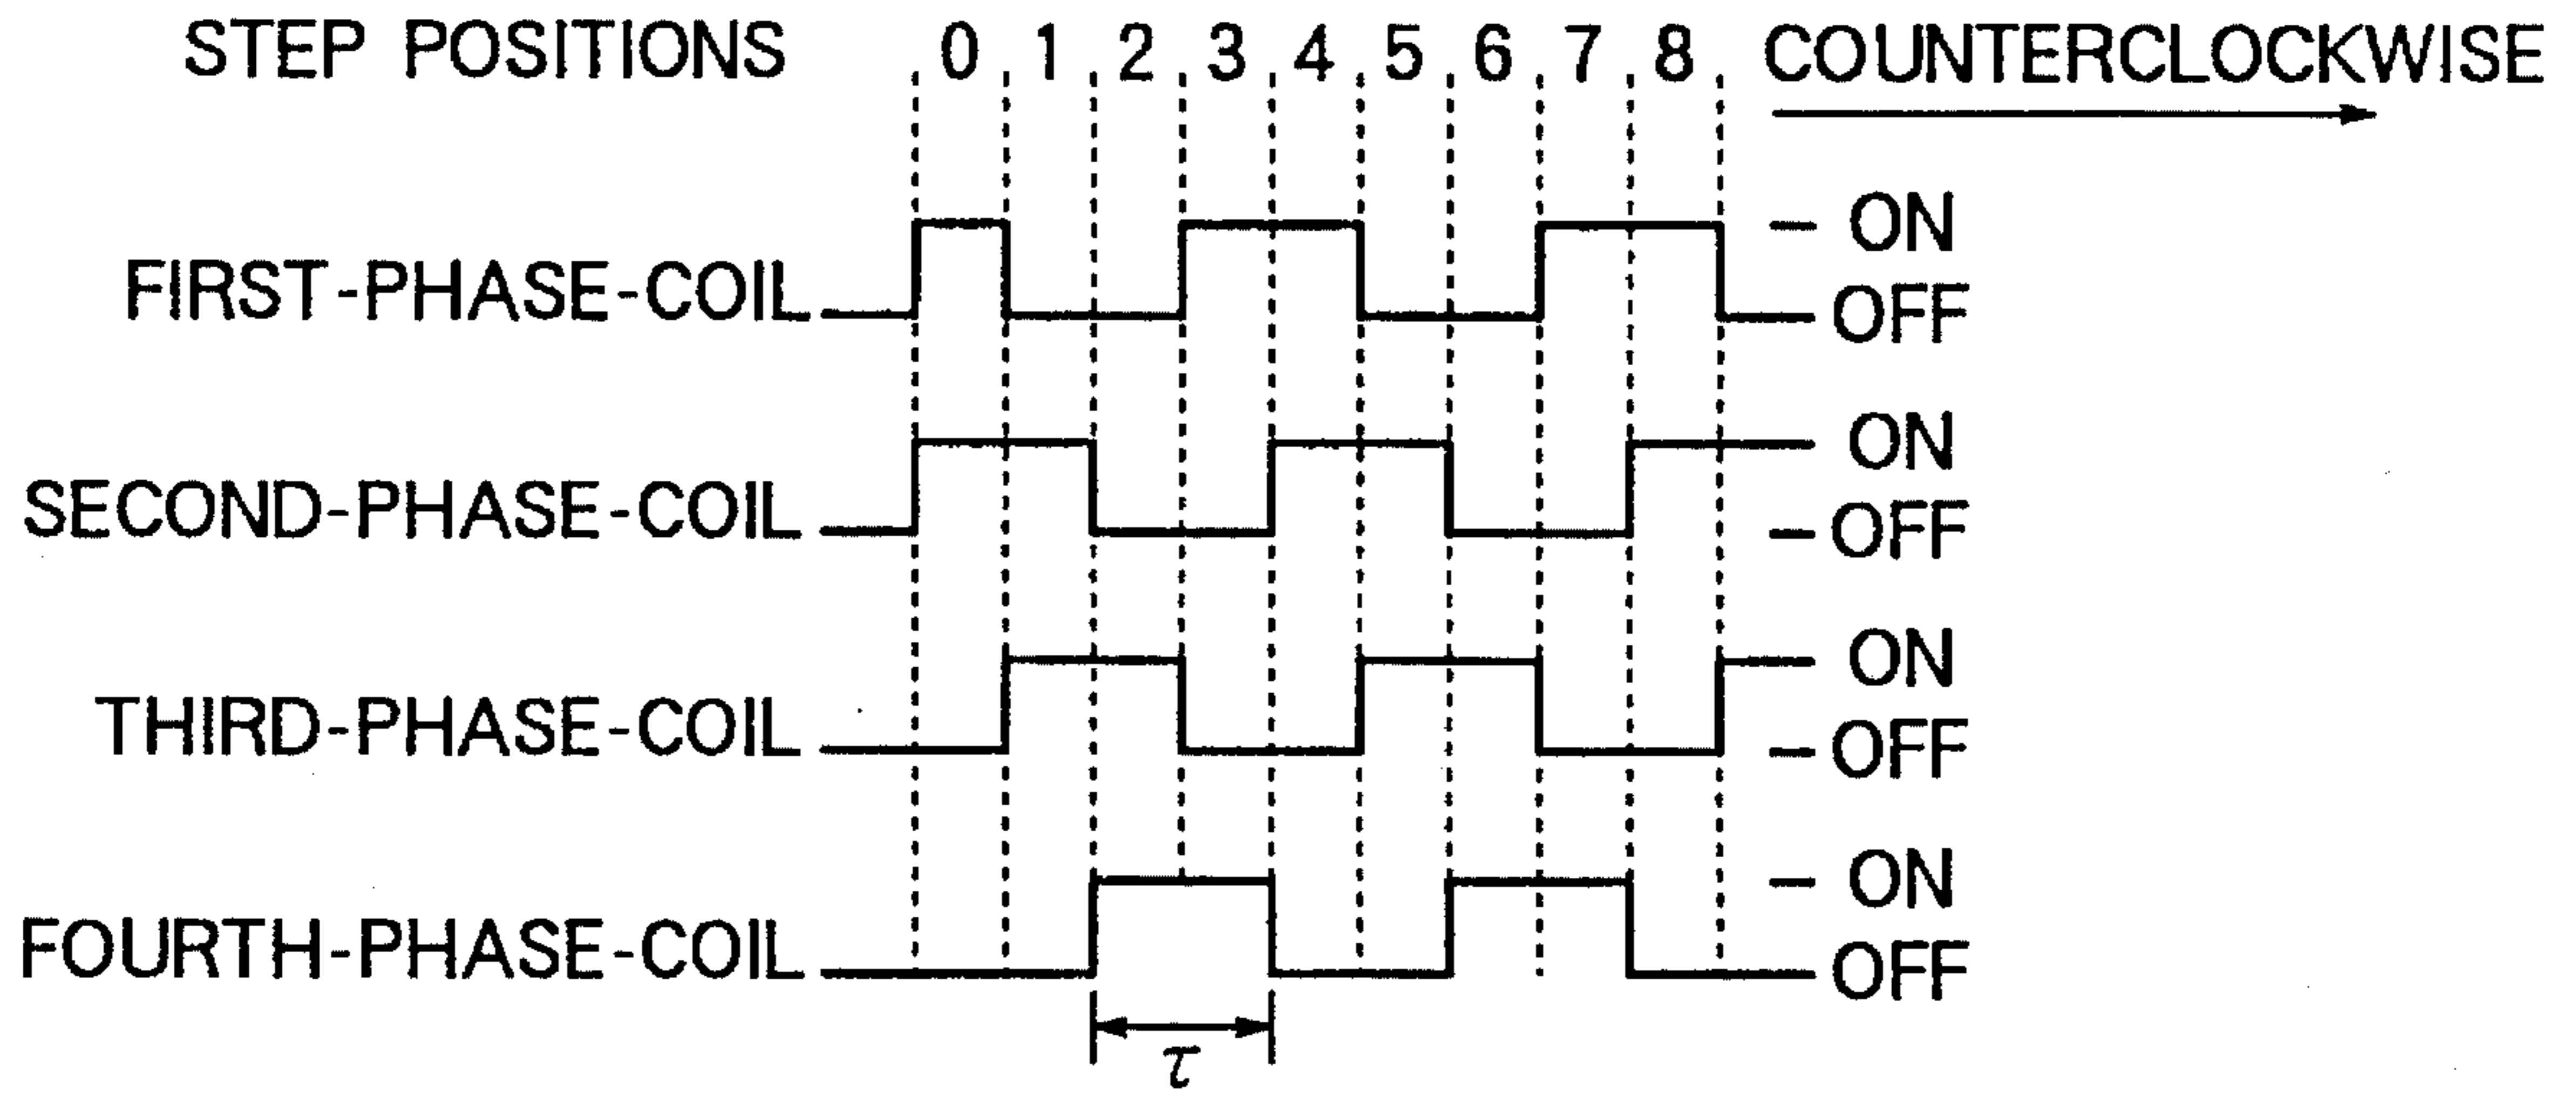 STEP POSITIONS 0 1 2 3 4 5 6 7 8 COUNTERCLOCKWISE
ON
FIRST-PHASE-COIL OFF
ON
SECOND-PHASE-COIL OFF
ON
THIRD-PHASE-COIL OFF
ON
FOURTH-PHASE-COIL OFF
τ